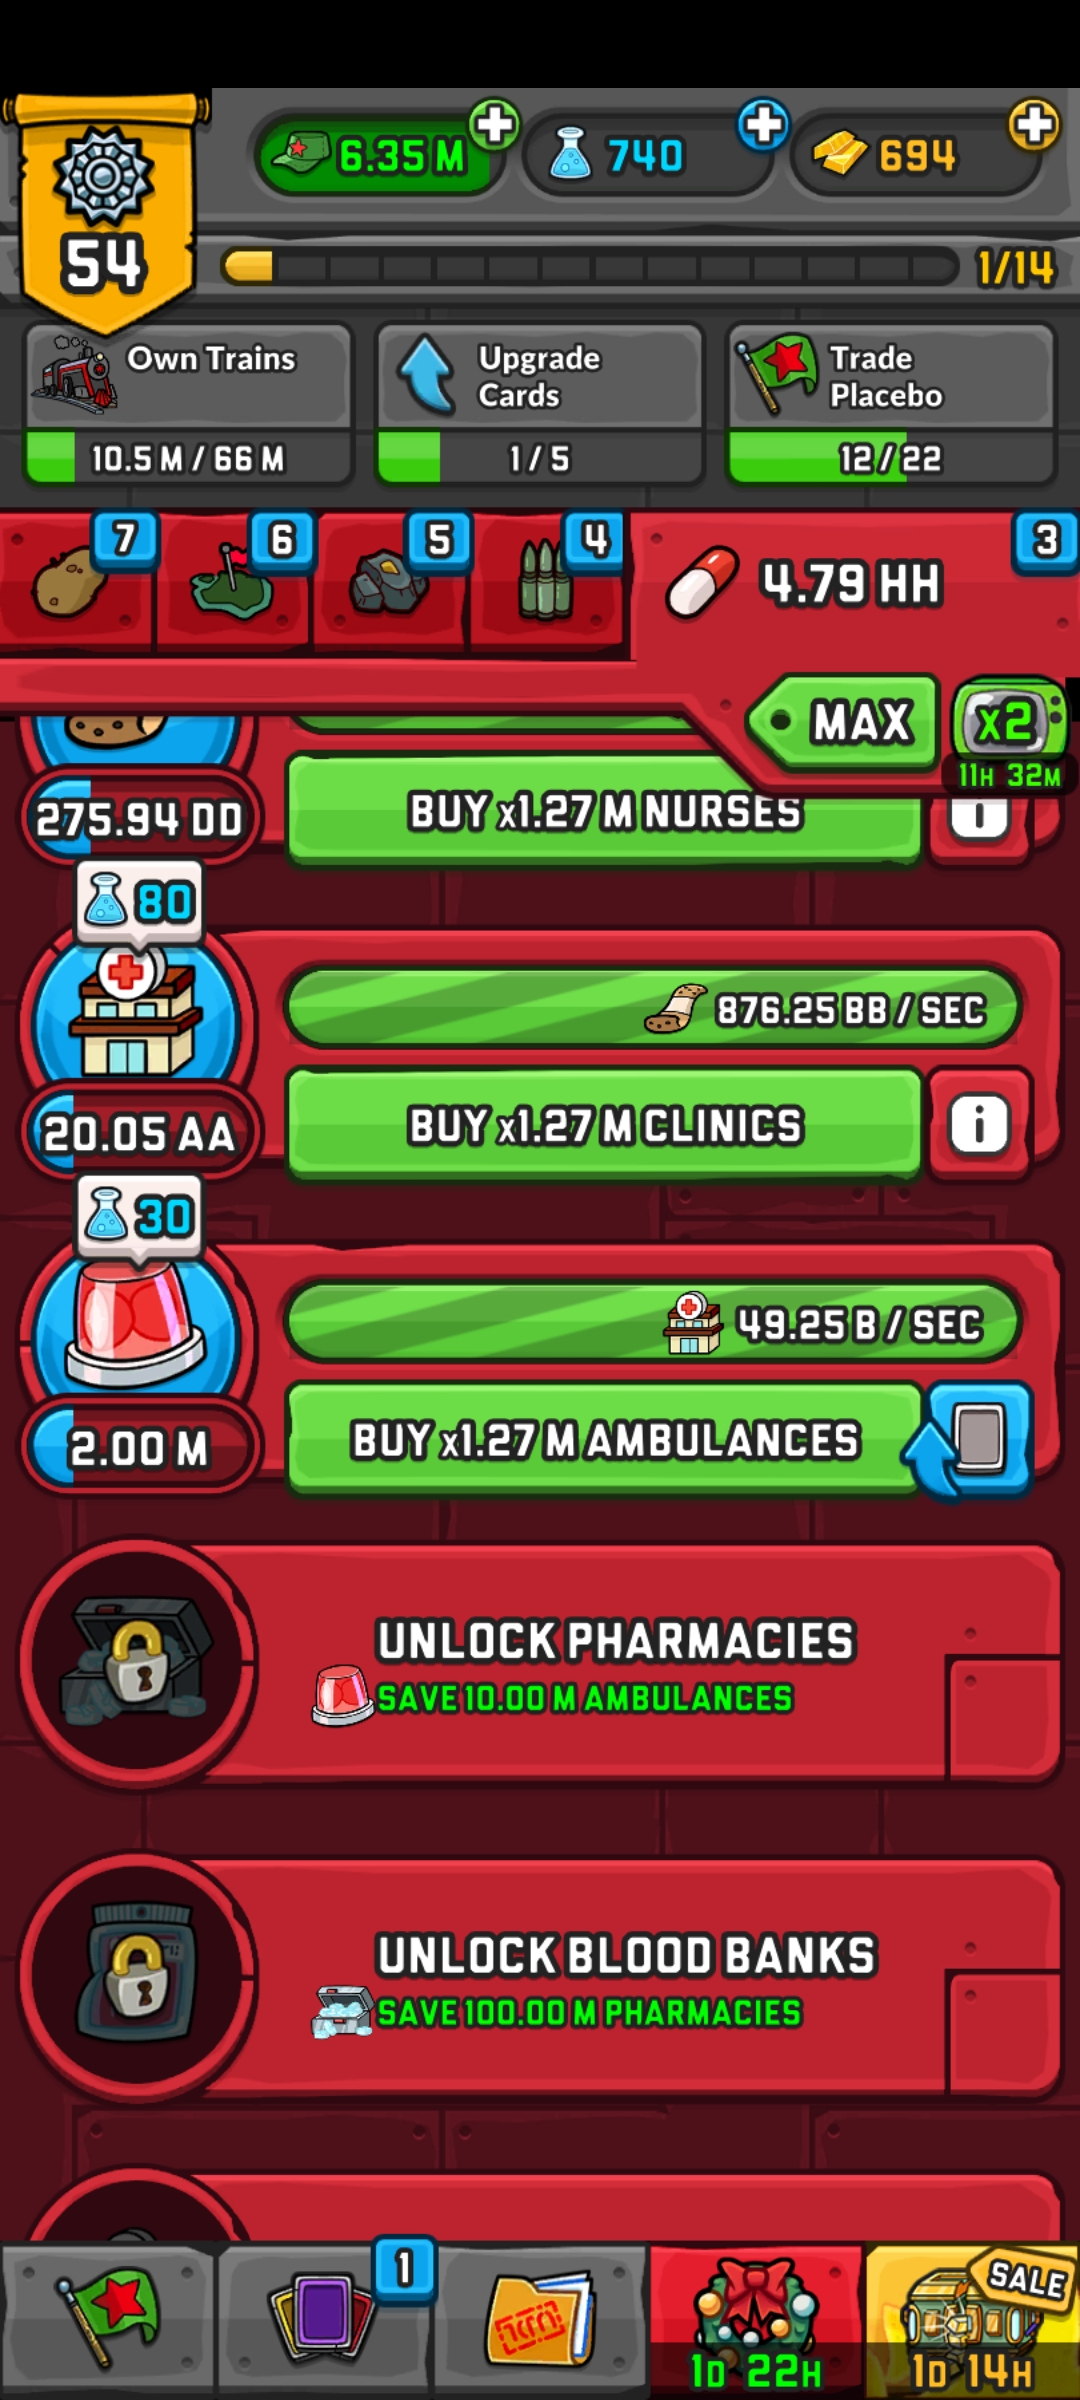 6.35 M
740
694
54
1/14
Own Trains
10.5 M / 66 M
Upgrade
Cards
1 / 5
Trade
Placebo
12 / 22
7
6
5
4
4.79 HH
3
MAX
x2
11H 32M
275.94 DD
BUY x1.27 M NURSES
80
876.25 BB / SEC
20.05 AA
BUY x1.27 M CLINICS
i
30
49.25 B / SEC
2.00 M
BUY x1.27 M AMBULANCES
UNLOCK PHARMACIES
SAVE 10.00 M AMBULANCES
UNLOCK BLOOD BANKS
SAVE 100.00 M PHARMACIES
1
SALE
1D 22H
1D 14H